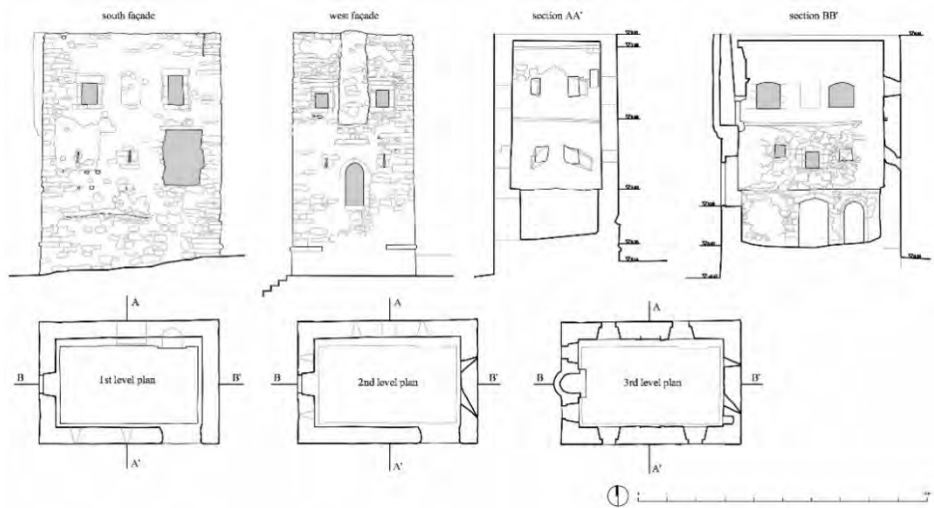 south façade
west façade
section AA'
section BB'
A
B
1st level plan
B'
A'
A
B
2nd level plan
B'
A'
A
B
3rd level plan
B'
A'